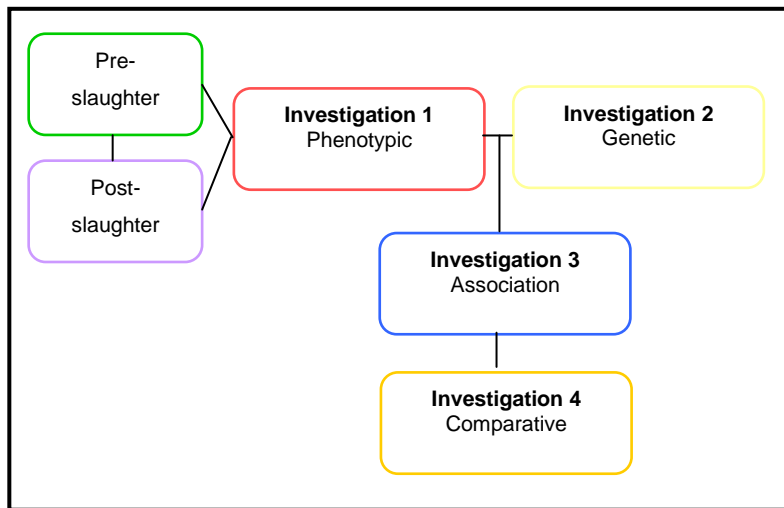 Pre-
slaughter
Post-
slaughter
Investigation 1
Phenotypic
Investigation 2
Genetic
Investigation 3
Association
Investigation 4
Comparative